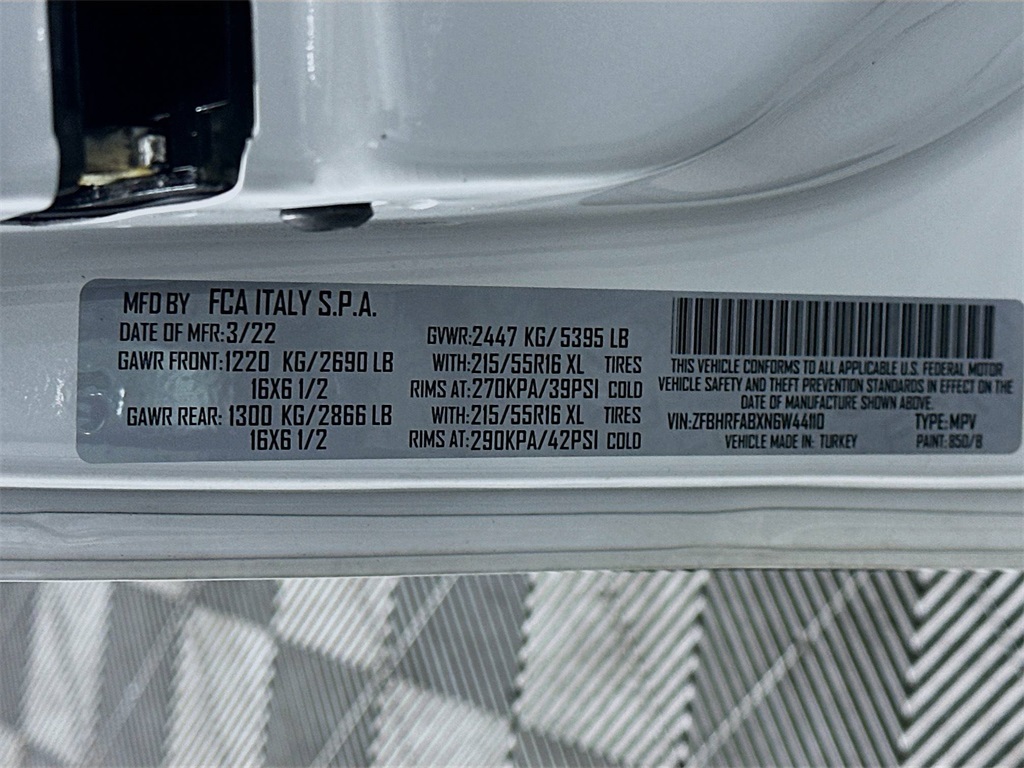 MFD BY FCA ITALY S.P.A.
DATE OF MFR: 3/22
GAWR FRONT: 1220 KG/2690 LB
16X6 1/2
GAWR REAR: 1300 KG/2866 LB
16X6 1/2
GVWR: 2447 KG/ 5395 LB
WITH: 215/55R16 XL TIRES
RIMS AT: 270KPA/39PSI COLD
WITH: 215/55R16 XL TIRES
RIMS AT: 290KPA/42PSI COLD
THIS VEHICLE CONFORMS TO ALL APPLICABLE U.S. FEDERAL MOTOR
VEHICLE SAFETY AND THEFT PREVENTION STANDARDS IN EFFECT ON THE
DATE OF MANUFACTURE SHOWN ABOVE.
VIN: ZFBHRFABXN6W44110 TYPE: MPV
VEHICLE MADE IN: TURKEY PAINT: 850/B